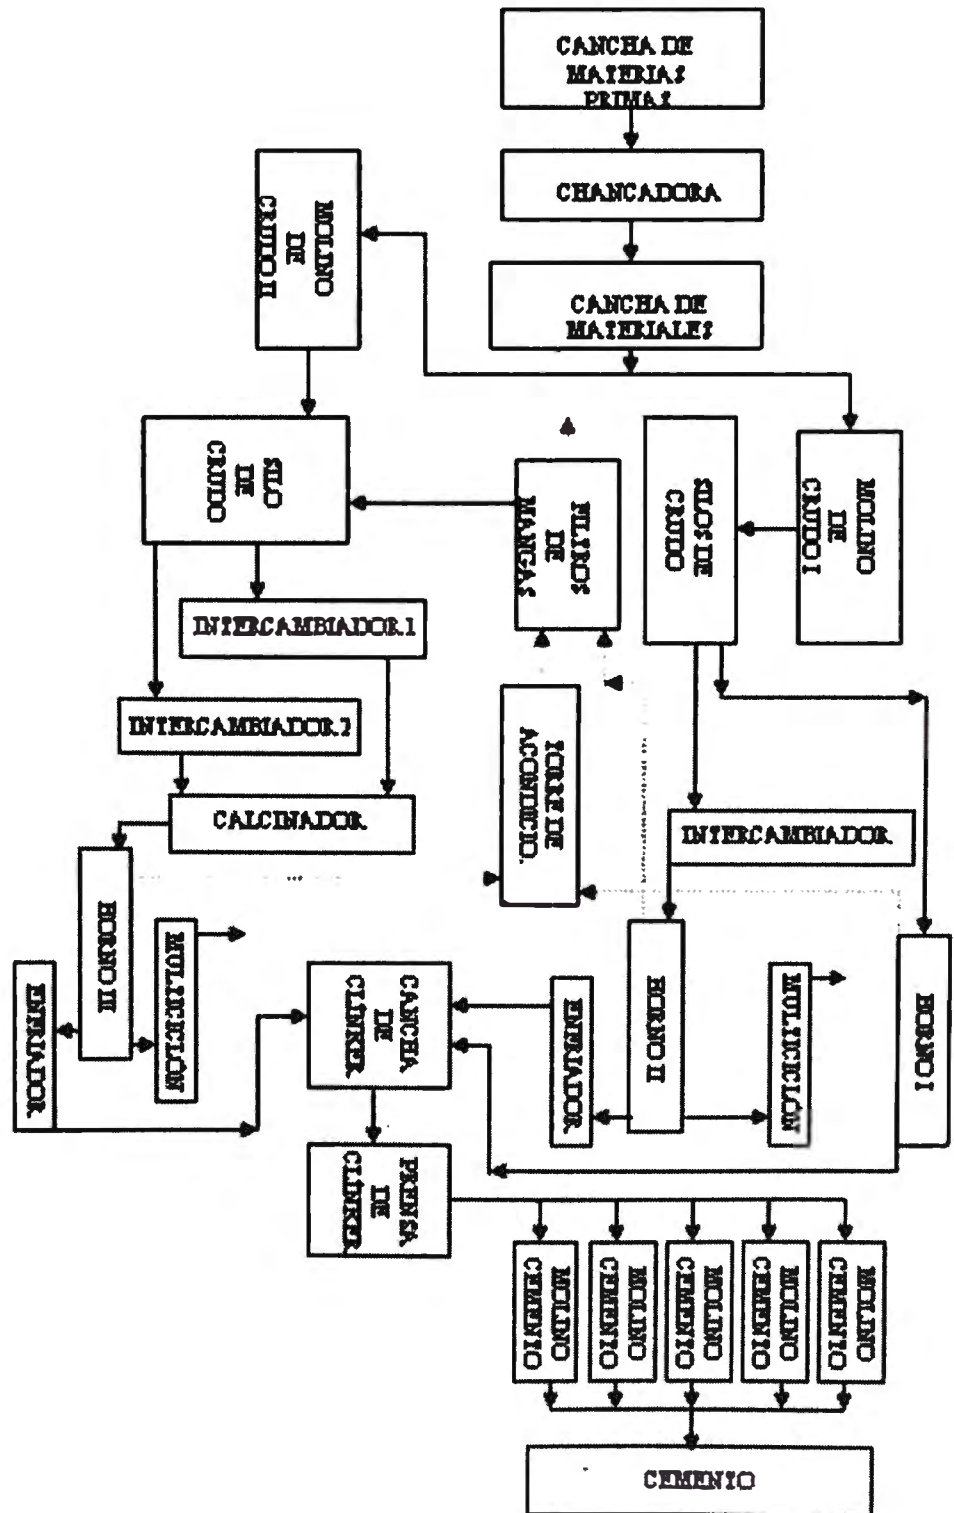 CANCHA DE
MATERIAS
PRIMAS
CHANCADORA
CANCHA DE
MATERIALES
MOLINO
DE
CRUDO II
MOLINO
DE
CRUDO I
SILOS DE
CRUDO
SILO
DE
CRUDO
FILTROS
DE
MANGAS
INTERCAMBIADOR 1
INTERCAMBIADOR 2
TORRE DE
ACONDICIO.
CALCINADOR
INTERCAMBIADOR
HORNO III
MULTICICLÓN
ENFRIADOR
CANCHA
DE
CLÍNKER
ENFRIADOR
HORNO II
MULTICICLÓN
HORNO I
PRENSA
DE
CLÍNKER
MOLINO
CEMENTO
MOLINO
CEMENTO
MOLINO
CEMENTO
MOLINO
CEMENTO
MOLINO
CEMENTO
CEMENTO